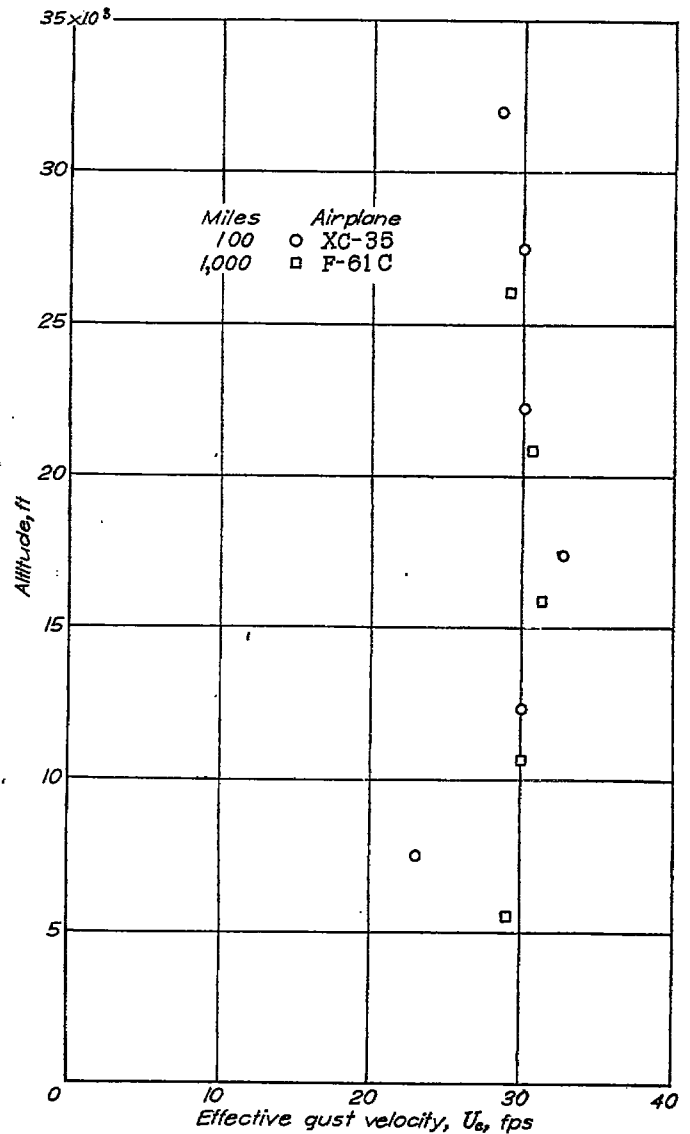 35×10³
30
Miles Airplane
100 ○ XC-35
1,000 □ F-61C
25
20
Altitude, ft
15
10
5
0
0 10 20 30 40
Effective gust velocity, Ue, fps